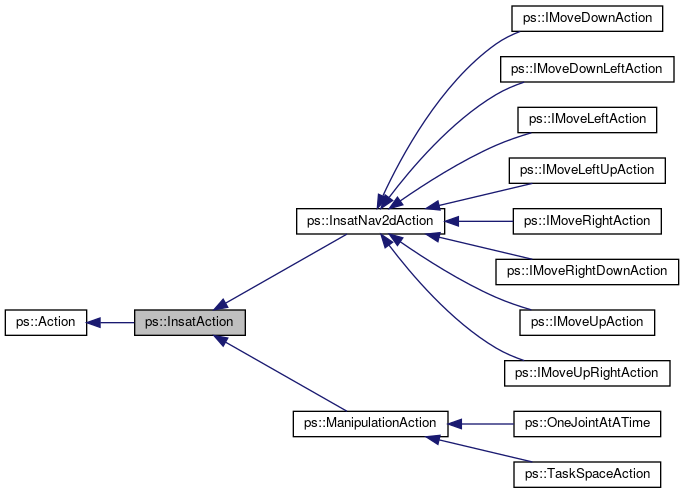 ps::IMoveDownAction
ps::IMoveDownLeftAction
ps::IMoveLeftAction
ps::IMoveLeftUpAction
ps::InsatNav2dAction
ps::IMoveRightAction
ps::IMoveRightDownAction
ps::Action
ps::InsatAction
ps::IMoveUpAction
ps::IMoveUpRightAction
ps::ManipulationAction
ps::OneJointAtATime
ps::TaskSpaceAction